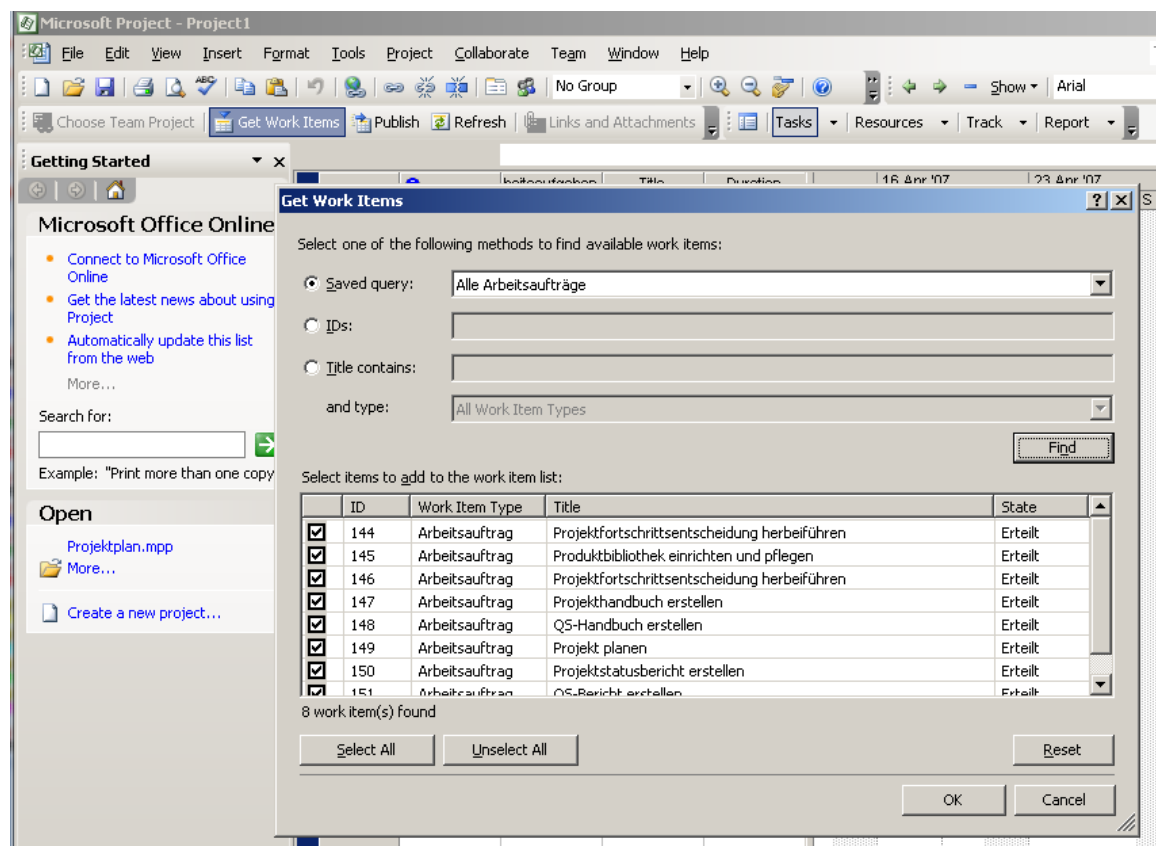 Microsoft Project - Project1
File Edit View Insert Format Tools Project Collaborate Team Window Help
ABC No Group Show Arial
Choose Team Project Get Work Items Publish Refresh Links and Attachments Tasks Resources Track Report
Getting Started
Title Duration 16 Apr '07 23 Apr '07
S
Microsoft Office Online
Connect to Microsoft Office
Online
Get the latest news about using
Project
Automatically update this list
from the web
More...
Search for:
Example: "Print more than one copy
Open
Projektplan.mpp
More...
Create a new project...
Get Work Items
Select one of the following methods to find available work items:
Saved query: Alle Arbeitsaufträge
IDs:
Title contains:
and type: All Work Item Types
Find
Select items to add to the work item list:
ID Work Item Type Title State
144 Arbeitsauftrag Projektfortschrittsentscheidung herbeiführen Erteilt
145 Arbeitsauftrag Produktbibliothek einrichten und pflegen Erteilt
146 Arbeitsauftrag Projektfortschrittsentscheidung herbeiführen Erteilt
147 Arbeitsauftrag Projekthandbuch erstellen Erteilt
148 Arbeitsauftrag QS-Handbuch erstellen Erteilt
149 Arbeitsauftrag Projekt planen Erteilt
150 Arbeitsauftrag Projektstatusbericht erstellen Erteilt
151 Arbeitsauftrag QS-Bericht erstellen Erteilt
8 work item(s) found
Select All Unselect All Reset
OK Cancel